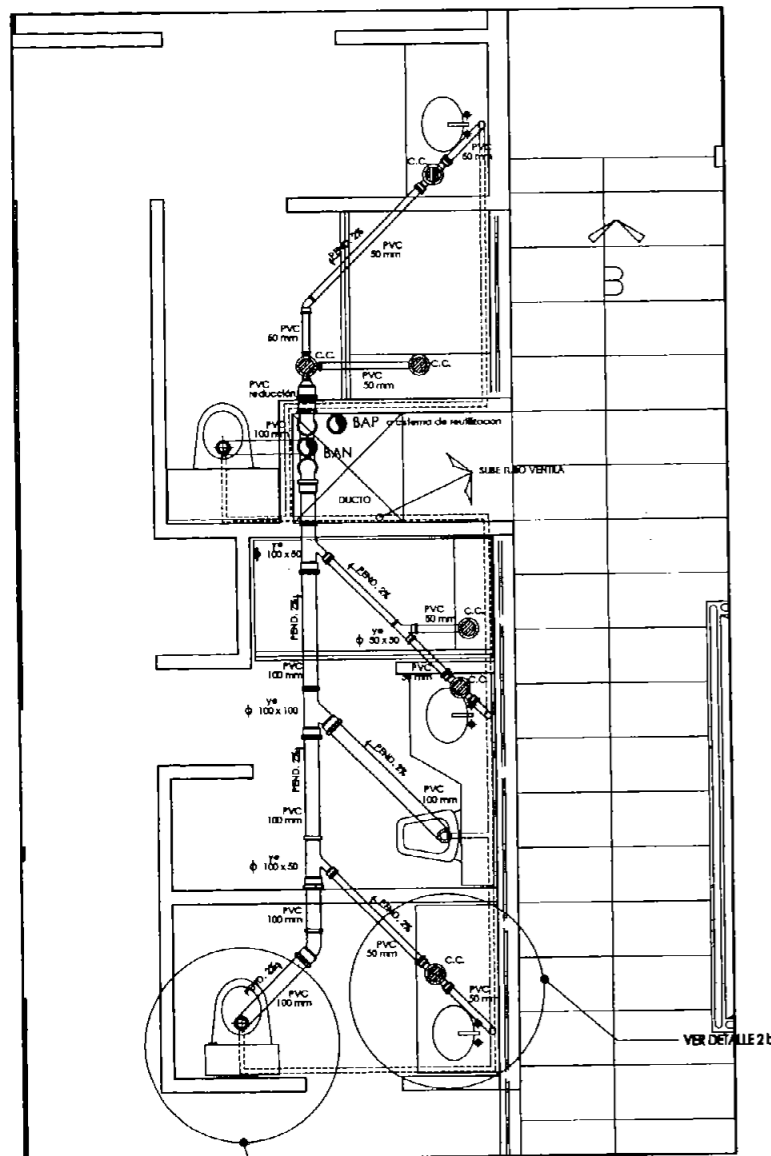 PVC
50 mm
C.C.
PEND. 2%
PVC
50 mm
B
PVC
50 mm
C.C.
C.C.
PVC
50 mm
PVC
reducción
PVC
100 mm
BAP a sistema de reutilización
BAN
SUBE TUBO VENTILA
DUCTO
ye
100 x 50
PEND. 2%
PVC
50 mm
C.C.
PEND. 2%
ϕ ye
50 x 50
PVC
100 mm
PVC
50 mm
C.C.
ye
ϕ 100 x 100
PEND. 2%
PEND. 2%
PVC
100 mm
PVC
100 mm
ye
ϕ 100 x 50
PVC
100 mm
PEND. 2%
PVC
50 mm
C.C.
PEND. 2%
PVC
100 mm
PVC
50 mm
VER DETALLE 2 b